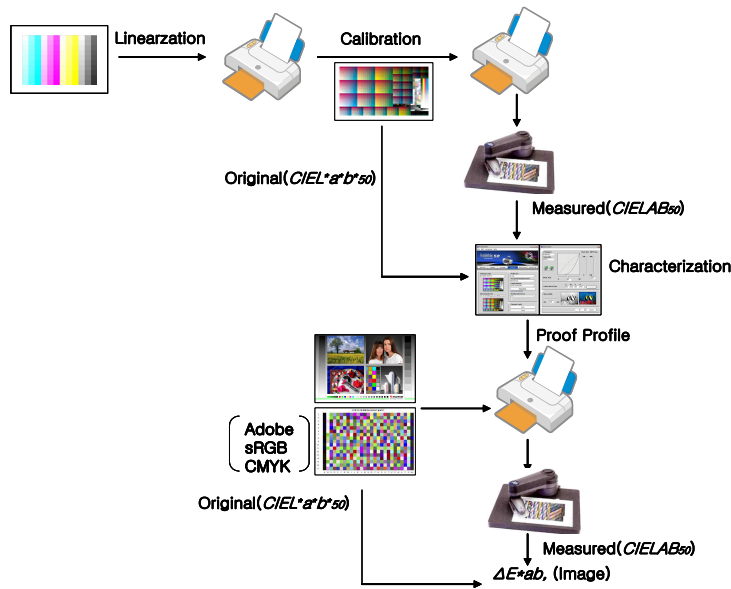 Linearzation
Calibration
Original(CIEL*a*b*50)
Measured(CIELAB50)
Characterization
Proof Profile
Adobe
sRGB
CMYK
Original(CIEL*a*b*50)
Measured(CIELAB50)
ΔE*ab, (Image)